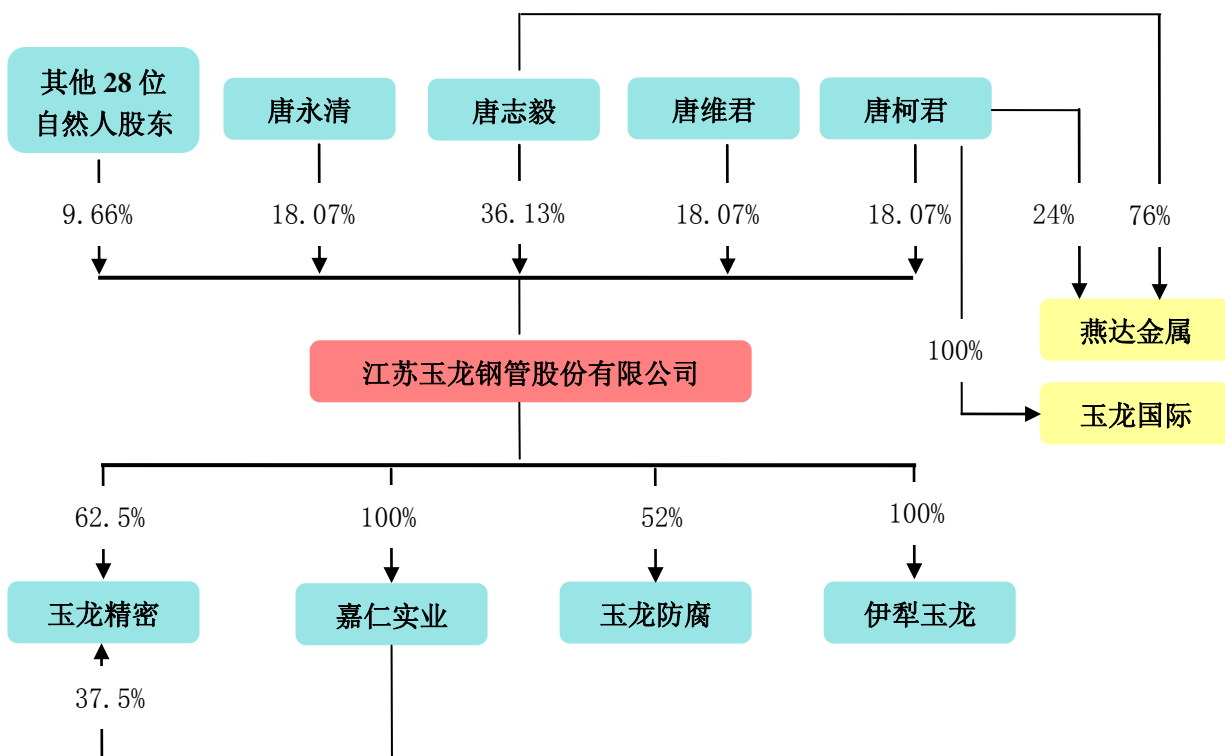 其他 28 位
自然人股东
唐永清
唐志毅
唐维君
唐柯君
9.66%
18.07%
36.13%
18.07%
18.07%
24%
76%
燕达金属
江苏玉龙钢管股份有限公司
100%
玉龙国际
62.5%
100%
52%
100%
玉龙精密
嘉仁实业
玉龙防腐
伊犁玉龙
37.5%